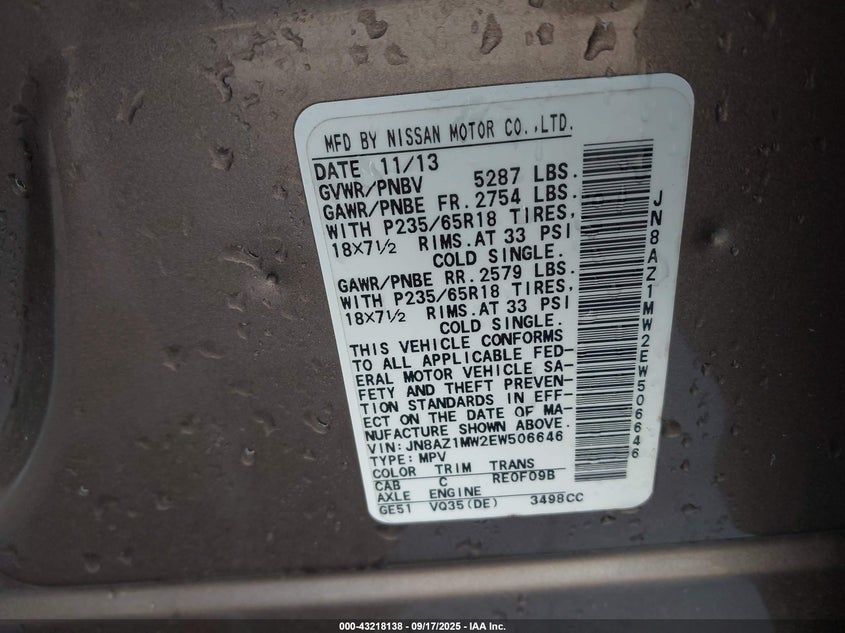 MFD BY NISSAN MOTOR CO.,LTD.
DATE 11/13
GVWR/PNBV 5287 LBS.
GAWR/PNBE FR. 2754 LBS.
WITH P235/65R18 TIRES,
18×7½ RIMS.AT 33 PSI
COLD SINGLE.
GAWR/PNBE RR. 2579 LBS.
WITH P235/65R18 TIRES,
18×7½ RIMS.AT 33 PSI
COLD SINGLE.
THIS VEHICLE CONFORMS
TO ALL APPLICABLE FED-
ERAL MOTOR VEHICLE SA-
FETY AND THEFT PREVEN-
TION STANDARDS IN EFF-
ECT ON THE DATE OF MA-
NUFACTURE SHOWN ABOVE.
VIN: JN8AZ1MW2EW506646
TYPE: MPV
COLOR TRIM TRANS
CAB C RE0F09B
AXLE ENGINE
GE51 VQ35(DE) 3498CC
JN8AZ1MW2EW506646
000-43218138 - 09/17/2025 - IAA Inc.